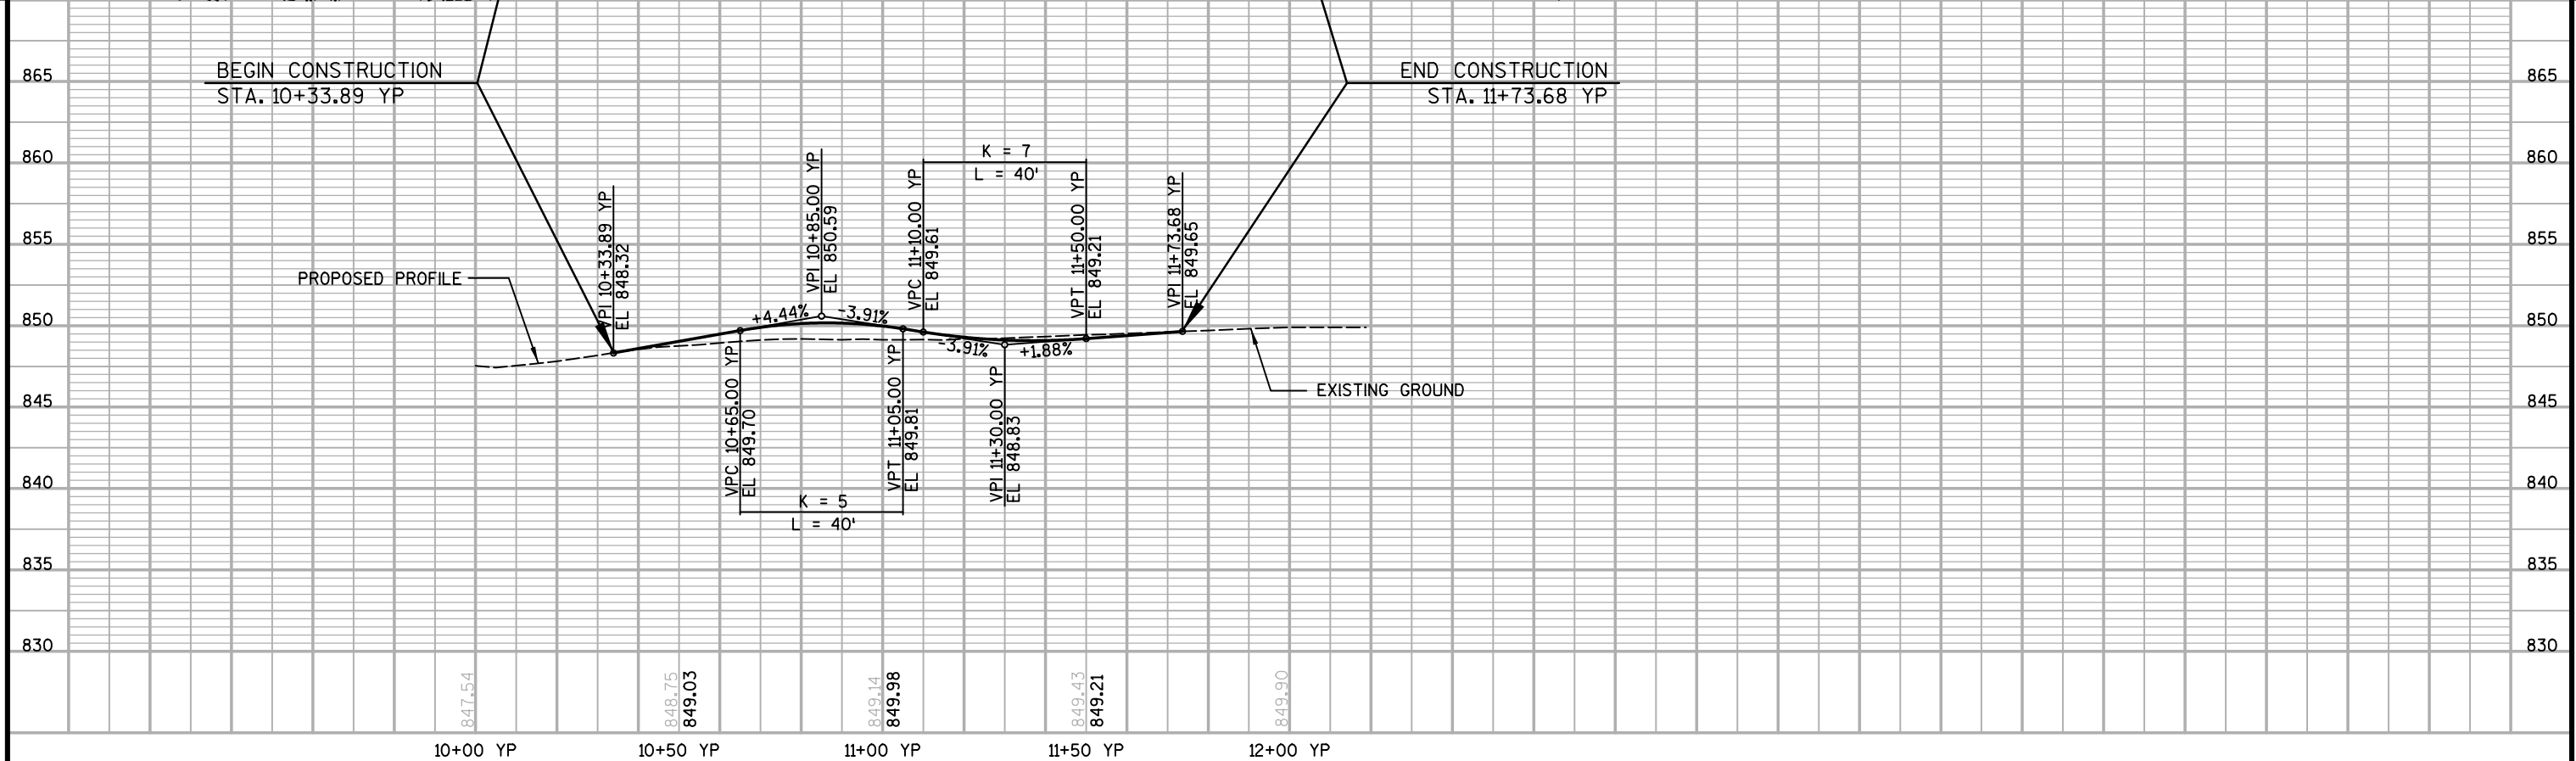 865
BEGIN CONSTRUCTION
STA. 10+33.89 YP
END CONSTRUCTION
STA. 11+73.68 YP
865
860
K = 7
L = 40'
860
855
VPI 10+33.89 YP
EL 848.32
VPI 10+85.00 YP
EL 850.59
VPC 11+10.00 YP
EL 849.61
VPT 11+50.00 YP
EL 849.21
VPI 11+73.68 YP
EL 849.65
855
PROPOSED PROFILE
850
+4.44%
-3.91%
-3.91%
+1.88%
850
EXISTING GROUND
845
VPC 10+65.00 YP
EL 849.70
VPT 11+05.00 YP
EL 849.81
VPI 11+30.00 YP
EL 848.83
845
840
K = 5
L = 40'
840
835
835
830
830
847.54
848.75
849.03
849.14
849.98
849.43
849.21
849.90
10+00 YP
10+50 YP
11+00 YP
11+50 YP
12+00 YP